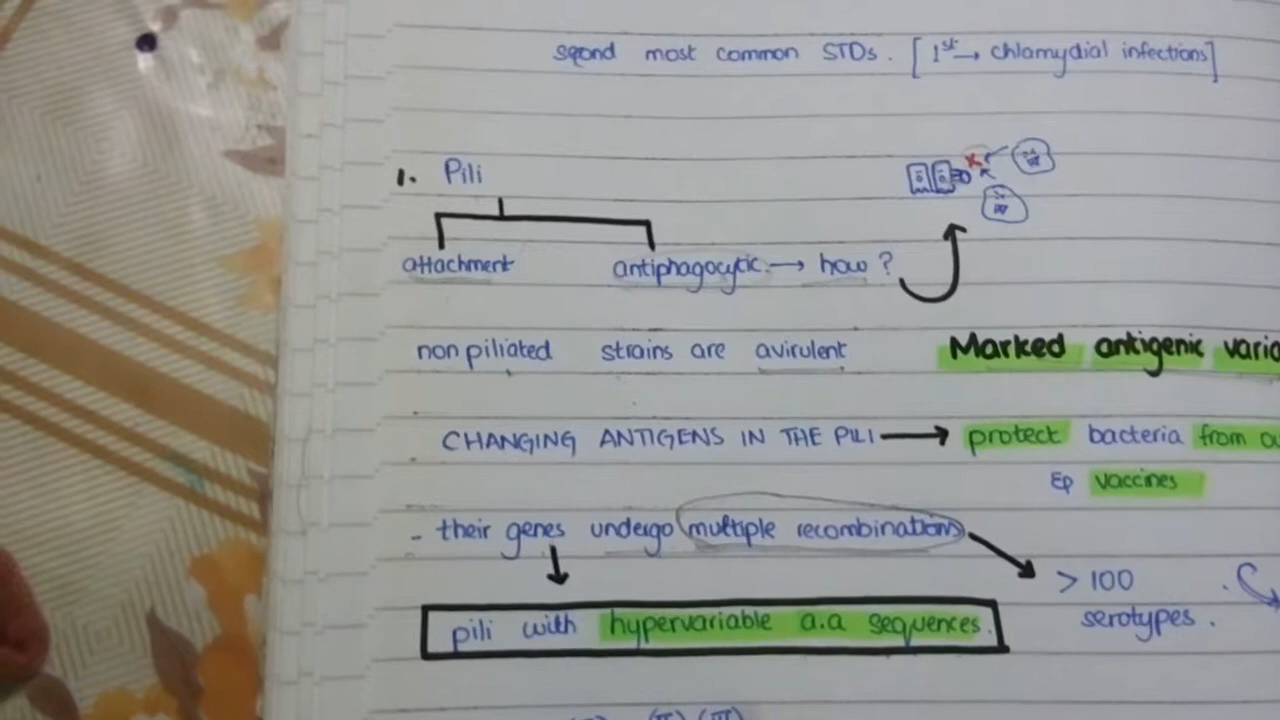 second most common STDs. [1st → chlamydial infections]
1. Pili
attachment antiphagocytic → how?
non piliated strains are avirulent Marked antigenic
CHANGING ANTIGENS IN THE PILI → protect bacteria from
& vaccines
- their genes undergo multiple recombinations
> 100
serotypes.
pili with hypervariable a.a sequences.